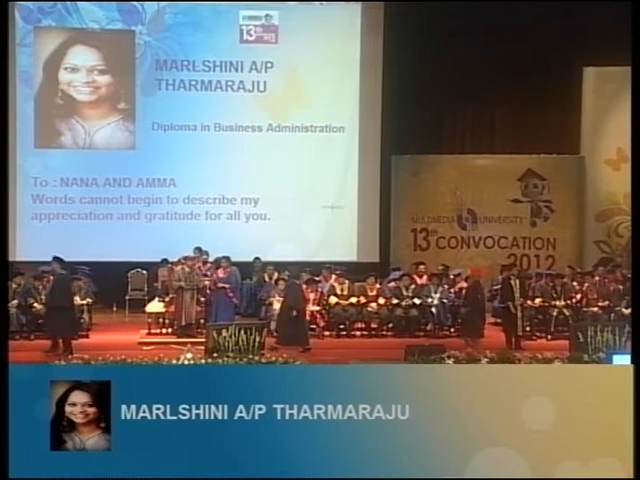 13th
MARLSHINI A/P
THARMARAJU
Diploma in Business Administration
To : NANA AND AMMA
Words cannot begin to describe my
appreciation and gratitude for all you.
MULTIMEDIA UNIVERSITY
13th CONVOCATION
2012
MARLSHINI A/P THARMARAJU